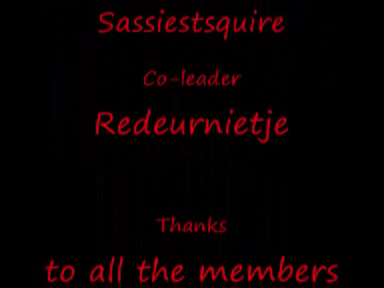 Sassiestsquire
Co-leader
Redeurnietje
Thanks
to all the members